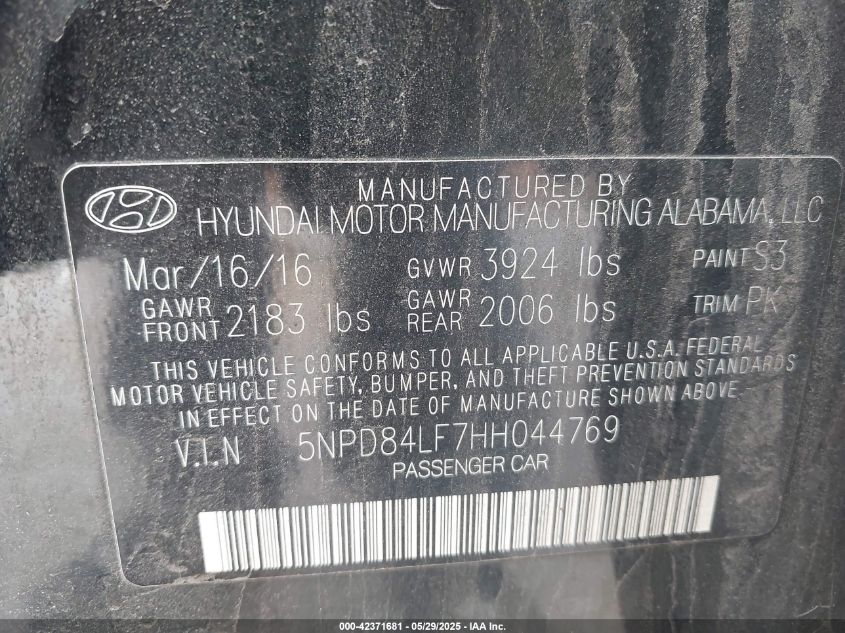 MANUFACTURED BY
HYUNDAI MOTOR MANUFACTURING ALABAMA, LLC
Mar/16/16 GVWR 3924 lbs PAINT S3
GAWR FRONT 2183 lbs GAWR REAR 2006 lbs TRIM PK
THIS VEHICLE CONFORMS TO ALL APPLICABLE U.S.A. FEDERAL
MOTOR VEHICLE SAFETY, BUMPER, AND THEFT PREVENTION STANDARDS
IN EFFECT ON THE DATE OF MANUFACTURE SHOWN ABOVE.
V.I.N 5NPD84LF7HH044769
PASSENGER CAR
000-42371681 - 05/29/2025 - IAA Inc.